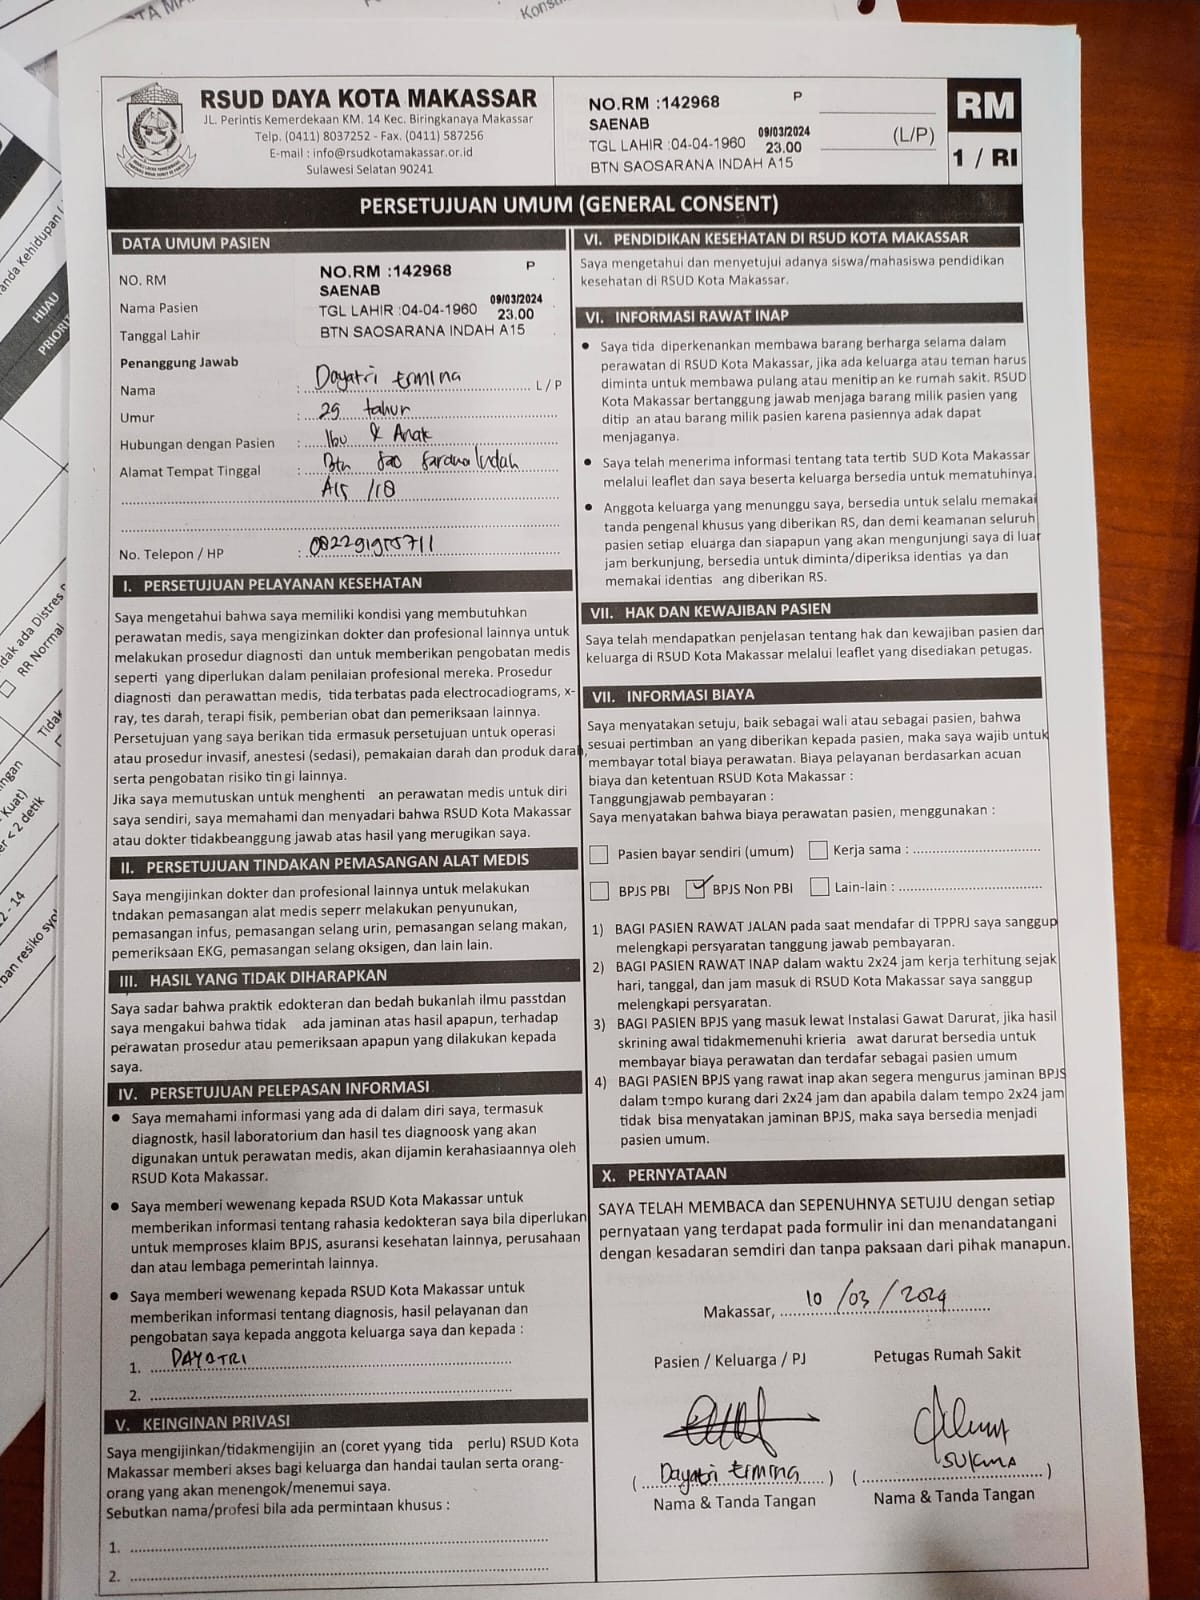 RSUD DAYA KOTA MAKASSAR
JL. Perintis Kemerdekaan KM. 14 Kec. Biringkanaya Makassar
Telp. (0411) 8037252 - Fax. (0411) 587256
E-mail : info@rsudkotamakassar.or.id
Sulawesi Selatan 90241
NO.RM :142968 P
SAENAB
TGL LAHIR :04-04-1960 09/03/2024 23.00
BTN SAOSARANA INDAH A15
(L/P)
RM
1 / RI
PERSETUJUAN UMUM (GENERAL CONSENT)
DATA UMUM PASIEN
NO. RM
Nama Pasien
Tanggal Lahir
NO.RM :142968 P
SAENAB
TGL LAHIR :04-04-1960 09/03/2024 23.00
BTN SAOSARANA INDAH A15
Penanggung Jawab
Nama : Dayatri Ermina L / P
Umur : 29 tahun
Hubungan dengan Pasien : Ibu & Anak
Alamat Tempat Tinggal : Btn Sao Sarana Indah
A15 /10
No. Telepon / HP :
I. PERSETUJUAN PELAYANAN KESEHATAN
Saya mengetahui bahwa saya memiliki kondisi yang membutuhkan
perawatan medis, saya mengizinkan dokter dan profesional lainnya untuk
melakukan prosedur diagnosti dan untuk memberikan pengobatan medis
seperti yang diperlukan dalam penilaian profesional mereka. Prosedur
diagnosti dan perawattan medis, tida terbatas pada electrocadiograms, x-
ray, tes darah, terapi fisik, pemberian obat dan pemeriksaan lainnya.
Persetujuan yang saya berikan tida ermasuk persetujuan untuk operasi
atau prosedur invasif, anestesi (sedasi), pemakaian darah dan produk darah,
serta pengobatan risiko tin gi lainnya.
Jika saya memutuskan untuk menghenti an perawatan medis untuk diri
saya sendiri, saya memahami dan menyadari bahwa RSUD Kota Makassar
atau dokter tidakbeanggung jawab atas hasil yang merugikan saya.
II. PERSETUJUAN TINDAKAN PEMASANGAN ALAT MEDIS
Saya mengijinkan dokter dan profesional lainnya untuk melakukan
tndakan pemasangan alat medis seperr melakukan penyunukan,
pemasangan infus, pemasangan selang urin, pemasangan selang makan,
pemeriksaan EKG, pemasangan selang oksigen, dan lain lain.
III. HASIL YANG TIDAK DIHARAPKAN
Saya sadar bahwa praktik edokteran dan bedah bukanlah ilmu passtdan
saya mengakui bahwa tidak ada jaminan atas hasil apapun, terhadap
perawatan prosedur atau pemeriksaan apapun yang dilakukan kepada
saya.
IV. PERSETUJUAN PELEPASAN INFORMASI
● Saya memahami informasi yang ada di dalam diri saya, termasuk
diagnostk, hasil laboratorium dan hasil tes diagnoosk yang akan
digunakan untuk perawatan medis, akan dijamin kerahasiaannya oleh
RSUD Kota Makassar.
● Saya memberi wewenang kepada RSUD Kota Makassar untuk
memberikan informasi tentang rahasia kedokteran saya bila diperlukan
untuk memproses klaim BPJS, asuransi kesehatan lainnya, perusahaan
dan atau lembaga pemerintah lainnya.
● Saya memberi wewenang kepada RSUD Kota Makassar untuk
memberikan informasi tentang diagnosis, hasil pelayanan dan
pengobatan saya kepada anggota keluarga saya dan kepada :
1. DAYATRI
2.
V. KEINGINAN PRIVASI
Saya mengijinkan/tidakmengijin an (coret yyang tida perlu) RSUD Kota
Makassar memberi akses bagi keluarga dan handai taulan serta orang-
orang yang akan menengok/menemui saya.
Sebutkan nama/profesi bila ada permintaan khusus :
1.
2.
VI. PENDIDIKAN KESEHATAN DI RSUD KOTA MAKASSAR
Saya mengetahui dan menyetujui adanya siswa/mahasiswa pendidikan
kesehatan di RSUD Kota Makassar.
VI. INFORMASI RAWAT INAP
● Saya tida diperkenankan membawa barang berharga selama dalam
perawatan di RSUD Kota Makassar, jika ada keluarga atau teman harus
diminta untuk membawa pulang atau menitip an ke rumah sakit. RSUD
Kota Makassar bertanggung jawab menjaga barang milik pasien yang
ditip an atau barang milik pasien karena pasiennya adak dapat
menjaganya.
● Saya telah menerima informasi tentang tata tertib SUD Kota Makassar
melalui leaflet dan saya beserta keluarga bersedia untuk mematuhinya.
● Anggota keluarga yang menunggu saya, bersedia untuk selalu memakai
tanda pengenal khusus yang diberikan RS, dan demi keamanan seluruh
pasien setiap eluarga dan siapapun yang akan mengunjungi saya di luar
jam berkunjung, bersedia untuk diminta/diperiksa identias ya dan
memakai identias ang diberikan RS.
VII. HAK DAN KEWAJIBAN PASIEN
Saya telah mendapatkan penjelasan tentang hak dan kewajiban pasien dan
keluarga di RSUD Kota Makassar melalui leaflet yang disediakan petugas.
VII. INFORMASI BIAYA
Saya menyatakan setuju, baik sebagai wali atau sebagai pasien, bahwa
sesuai pertimban an yang diberikan kepada pasien, maka saya wajib untuk
membayar total biaya perawatan. Biaya pelayanan berdasarkan acuan
biaya dan ketentuan RSUD Kota Makassar :
Tanggungjawab pembayaran :
Saya menyatakan bahwa biaya perawatan pasien, menggunakan :
Pasien bayar sendiri (umum) Kerja sama :
BPJS PBI BPJS Non PBI Lain-lain :
1) BAGI PASIEN RAWAT JALAN pada saat mendafar di TPPRJ saya sanggup
melengkapi persyaratan tanggung jawab pembayaran.
2) BAGI PASIEN RAWAT INAP dalam waktu 2x24 jam kerja terhitung sejak
hari, tanggal, dan jam masuk di RSUD Kota Makassar saya sanggup
melengkapi persyaratan.
3) BAGI PASIEN BPJS yang masuk lewat Instalasi Gawat Darurat, jika hasil
skrining awal tidakmemenuhi krieria awat darurat bersedia untuk
membayar biaya perawatan dan terdafar sebagai pasien umum
4) BAGI PASIEN BPJS yang rawat inap akan segera mengurus jaminan BPJS
dalam tempo kurang dari 2x24 jam dan apabila dalam tempo 2x24 jam
tidak bisa menyatakan jaminan BPJS, maka saya bersedia menjadi
pasien umum.
X. PERNYATAAN
SAYA TELAH MEMBACA dan SEPENUHNYA SETUJU dengan setiap
pernyataan yang terdapat pada formulir ini dan menandatangani
dengan kesadaran semdiri dan tanpa paksaan dari pihak manapun.
Makassar, 10 /03 / 2024
Pasien / Keluarga / PJ Petugas Rumah Sakit
(Dayatri Ermina) (SUKMA)
Nama & Tanda Tangan Nama & Tanda Tangan